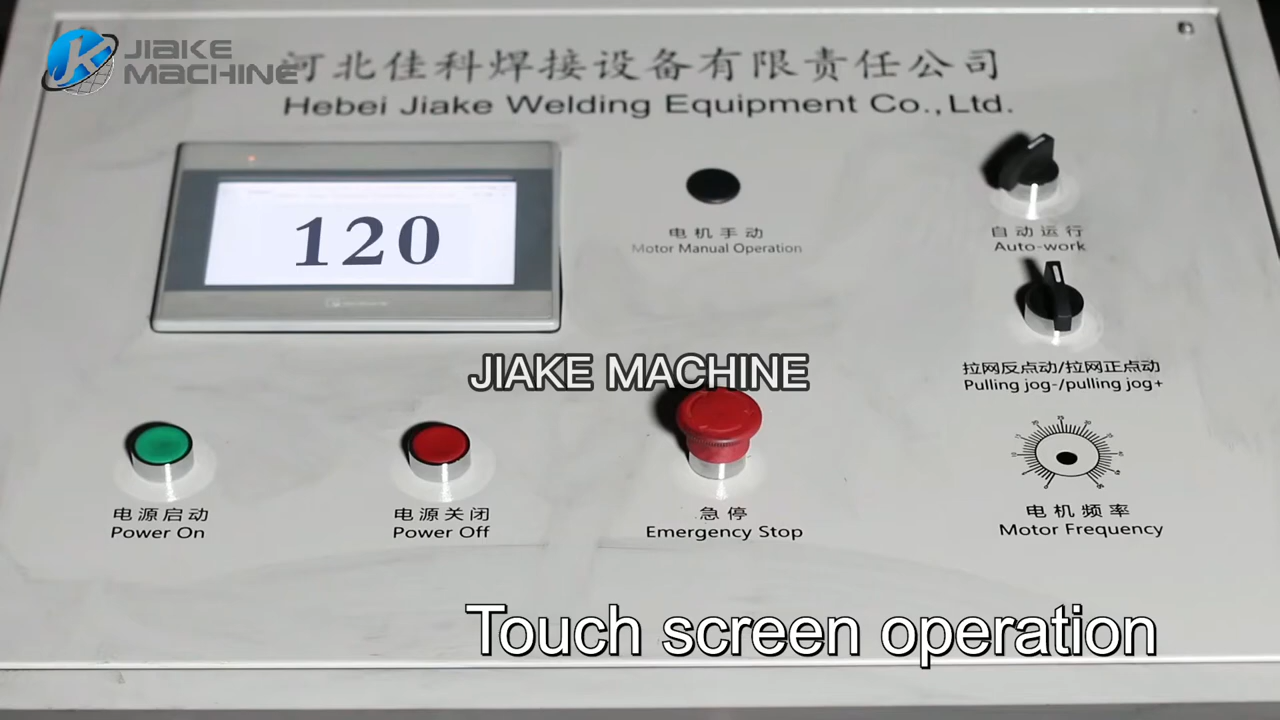 JIAKE
MACHINE
河北佳科焊接设备有限责任公司
Hebei Jiake Welding Equipment Co.,Ltd.
120
电机手动
Motor Manual Operation
自动运行
Auto-work
拉网反点动/拉网正点动
Pulling jog-/pulling jog+
JIAKE MACHINE
电源启动
Power On
电源关闭
Power Off
急停
Emergency Stop
电机频率
Motor Frequency
Touch screen operation